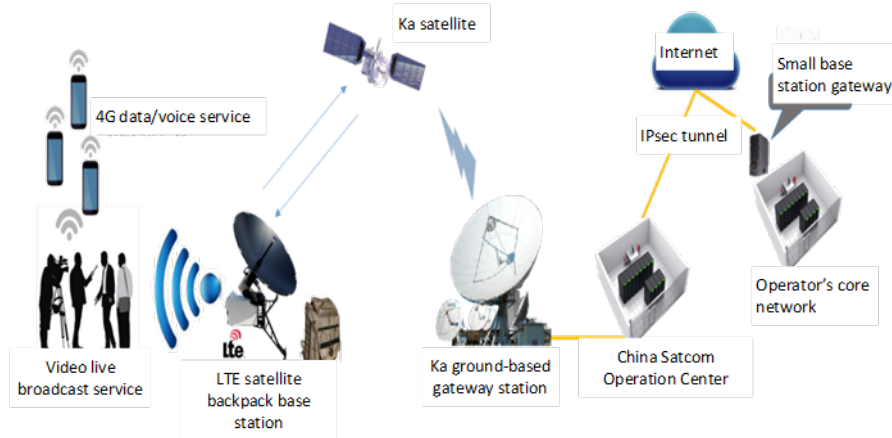 Ka satellite
Internet
Small base
station gateway
4G data/voice service
IPsec tunnel
Operator's core
network
LTe
Video live
broadcast service
LTE satellite
backpack base
station
Ka ground-based
gateway station
China Satcom
Operation Center